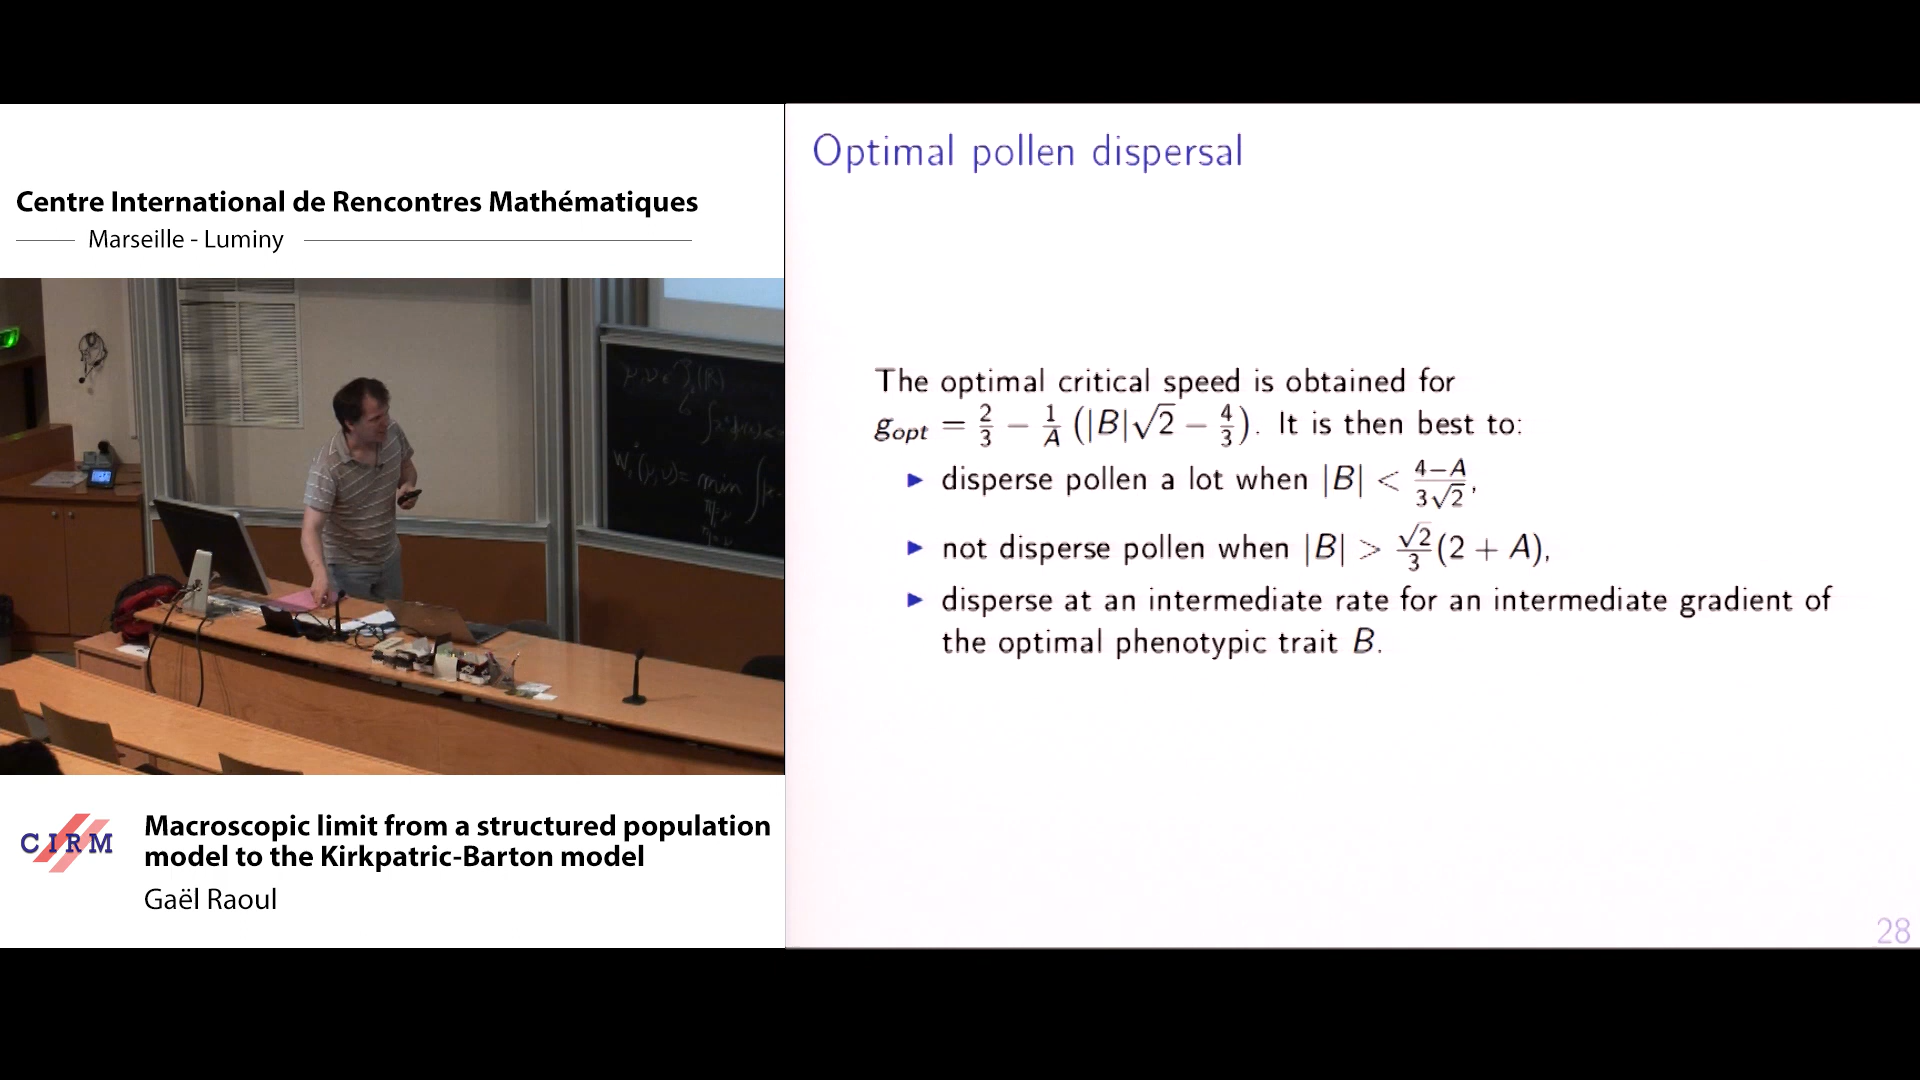 Centre International de Rencontres Mathématiques
Marseille - Luminy
CIRM
Macroscopic limit from a structured population
model to the Kirkpatric-Barton model
Gaël Raoul
Optimal pollen dispersal
The optimal critical speed is obtained for
g_opt = 2/3 − 1/A (|B|√2 − 4/3). It is then best to:
▶ disperse pollen a lot when |B| < (4−A)/(3√2),
▶ not disperse pollen when |B| > √2/3 (2 + A),
▶ disperse at an intermediate rate for an intermediate gradient of
the optimal phenotypic trait B.
28